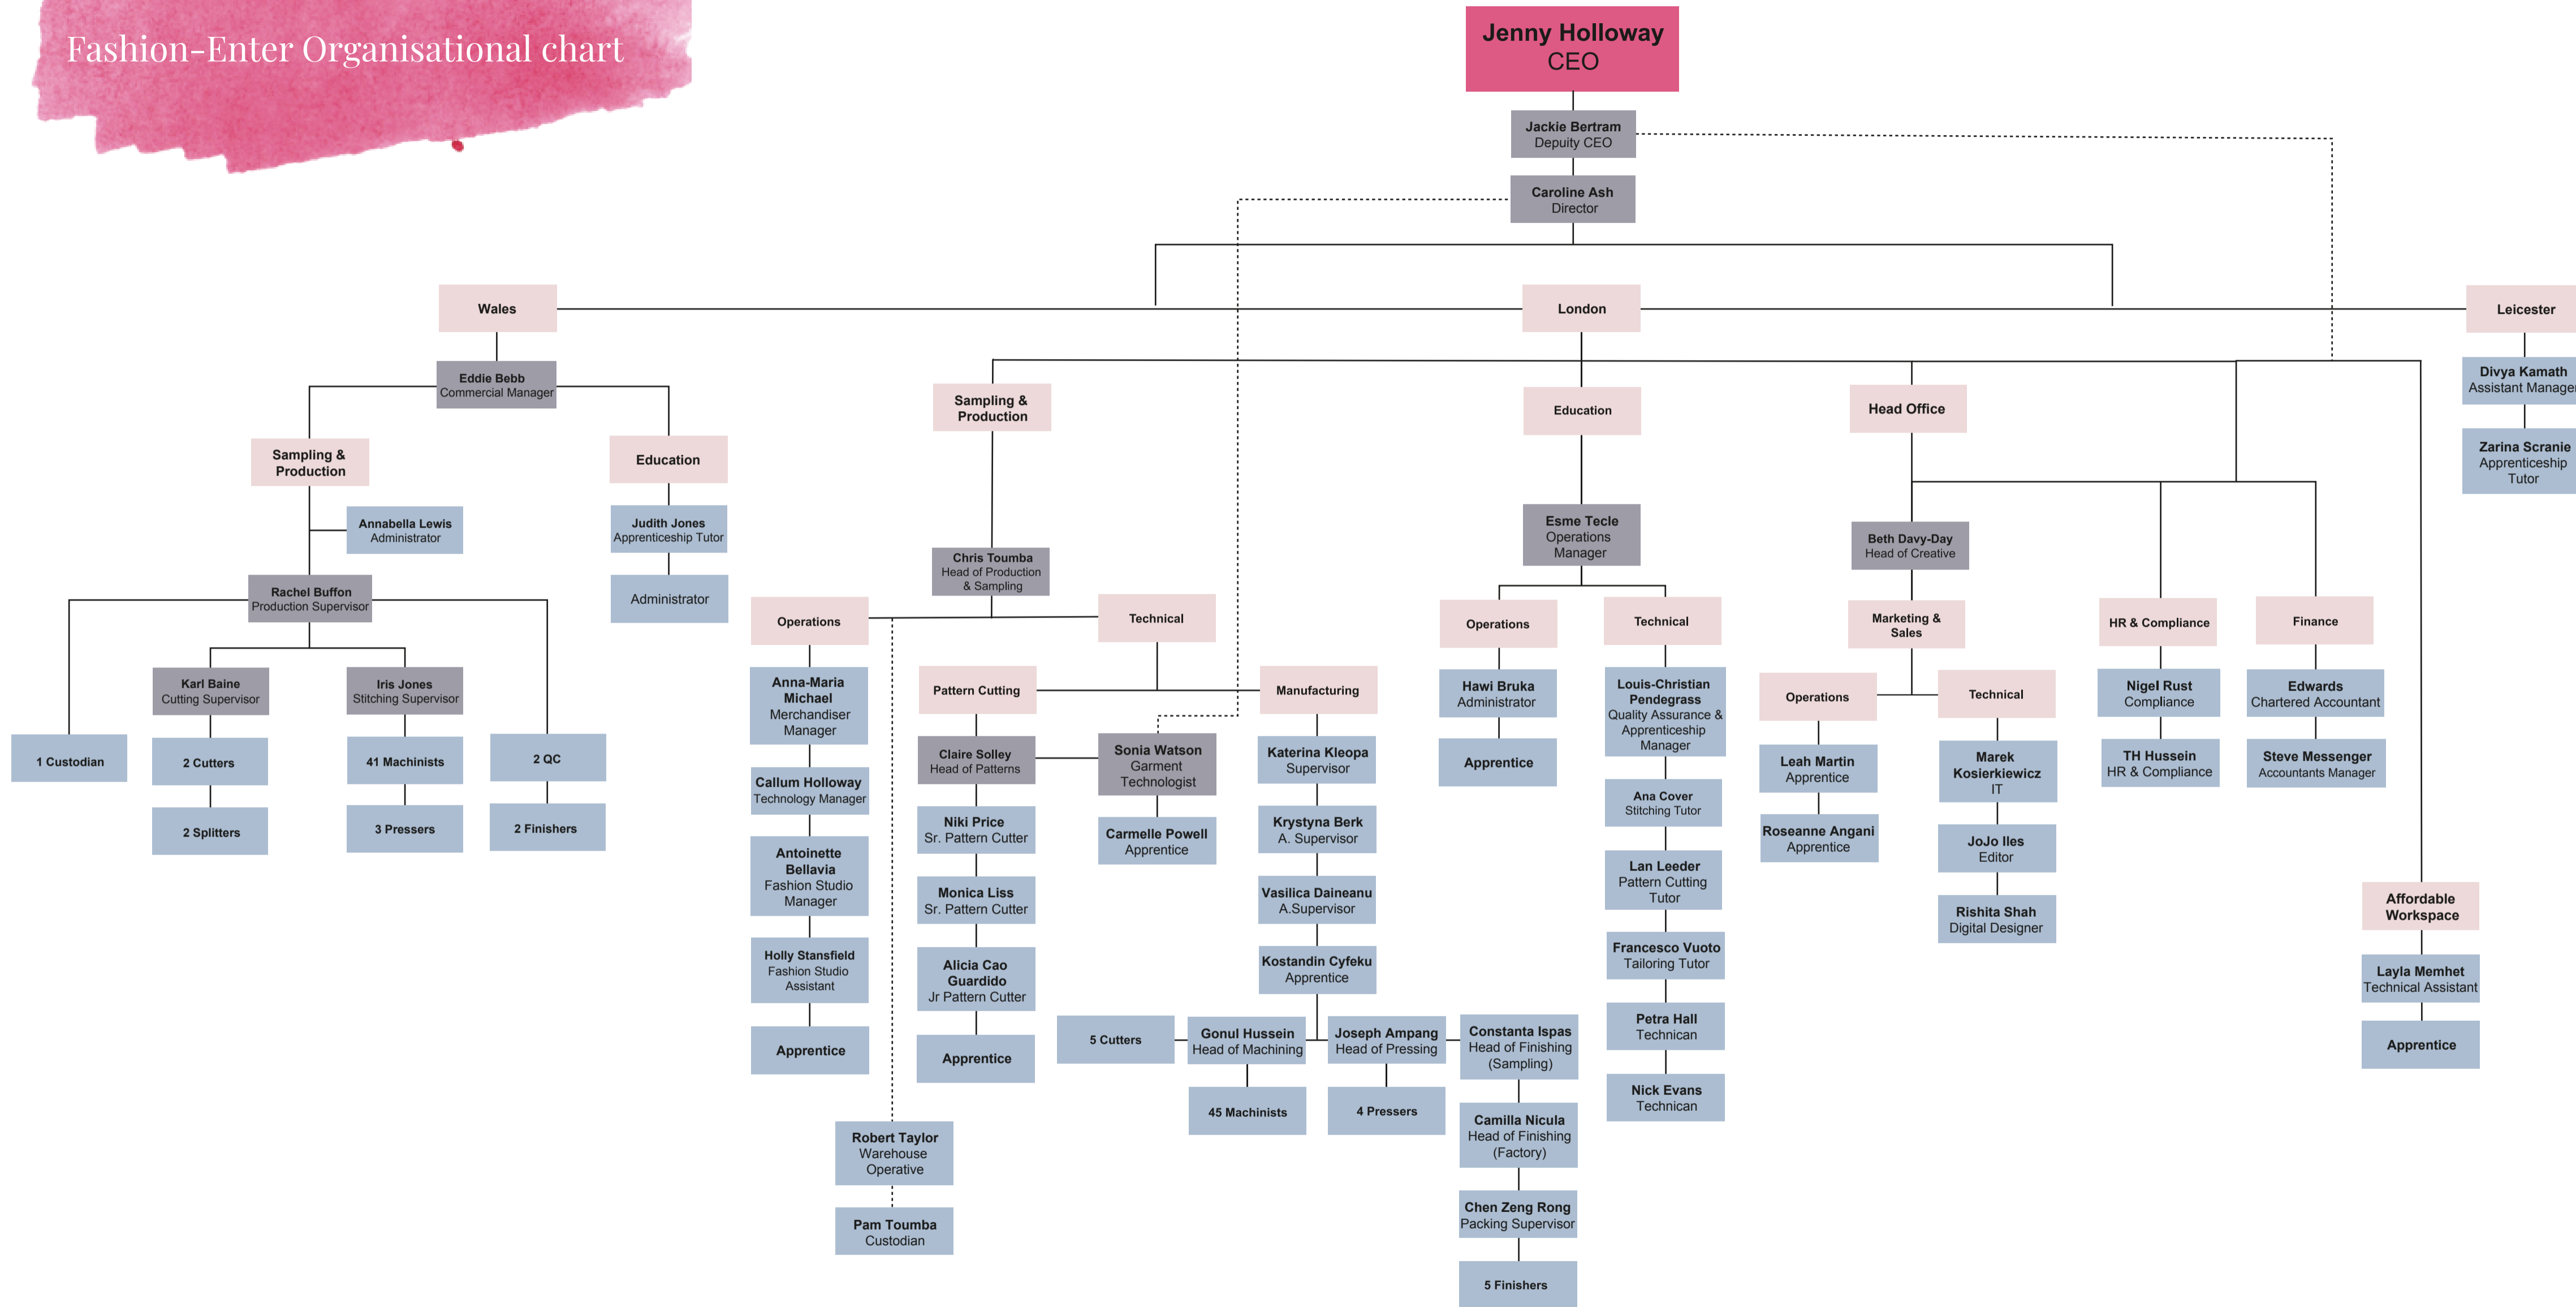 Fashion-Enter Organisational chart
Jenny Holloway
CEO
Jackie Bertram
Depuity CEO
Caroline Ash
Director
Wales
London
Leicester
Eddie Bebb
Commercial Manager
Sampling &
Production
Education
Annabella Lewis
Administrator
Judith Jones
Apprenticeship Tutor
Administrator
Rachel Buffon
Production Supervisor
Karl Baine
Cutting Supervisor
Iris Jones
Stitching Supervisor
1 Custodian
2 Cutters
41 Machinists
2 QC
2 Splitters
3 Pressers
2 Finishers
Sampling &
Production
Chris Toumba
Head of Production
& Sampling
Operations
Technical
Anna-Maria
Michael
Merchandiser
Manager
Callum Holloway
Technology Manager
Antoinette
Bellavia
Fashion Studio
Manager
Holly Stansfield
Fashion Studio
Assistant
Apprentice
Robert Taylor
Warehouse
Operative
Pam Toumba
Custodian
Pattern Cutting
Claire Solley
Head of Patterns
Niki Price
Sr. Pattern Cutter
Monica Liss
Sr. Pattern Cutter
Alicia Cao
Guardido
Jr Pattern Cutter
Apprentice
Sonia Watson
Garment
Technologist
Carmelle Powell
Apprentice
Manufacturing
Katerina Kleopa
Supervisor
Krystyna Berk
A. Supervisor
Vasilica Daineanu
A.Supervisor
Kostandin Cyfeku
Apprentice
5 Cutters
Gonul Hussein
Head of Machining
45 Machinists
Joseph Ampang
Head of Pressing
4 Pressers
Constanta Ispas
Head of Finishing
(Sampling)
Camilla Nicula
Head of Finishing
(Factory)
Chen Zeng Rong
Packing Supervisor
5 Finishers
Education
Esme Tecle
Operations
Manager
Operations
Hawi Bruka
Administrator
Apprentice
Technical
Louis-Christian
Pendegrass
Quality Assurance &
Apprenticeship
Manager
Ana Cover
Stitching Tutor
Lan Leeder
Pattern Cutting
Tutor
Francesco Vuoto
Tailoring Tutor
Petra Hall
Technican
Nick Evans
Technican
Head Office
Beth Davy-Day
Head of Creative
Marketing &
Sales
Operations
Leah Martin
Apprentice
Roseanne Angani
Apprentice
Technical
Marek
Kosierkiewicz
IT
JoJo Iles
Editor
Rishita Shah
Digital Designer
HR & Compliance
Nigel Rust
Compliance
TH Hussein
HR & Compliance
Finance
Edwards
Chartered Accountant
Steve Messenger
Accountants Manager
Affordable
Workspace
Layla Memhet
Technical Assistant
Apprentice
Divya Kamath
Assistant Manager
Zarina Scranie
Apprenticeship
Tutor